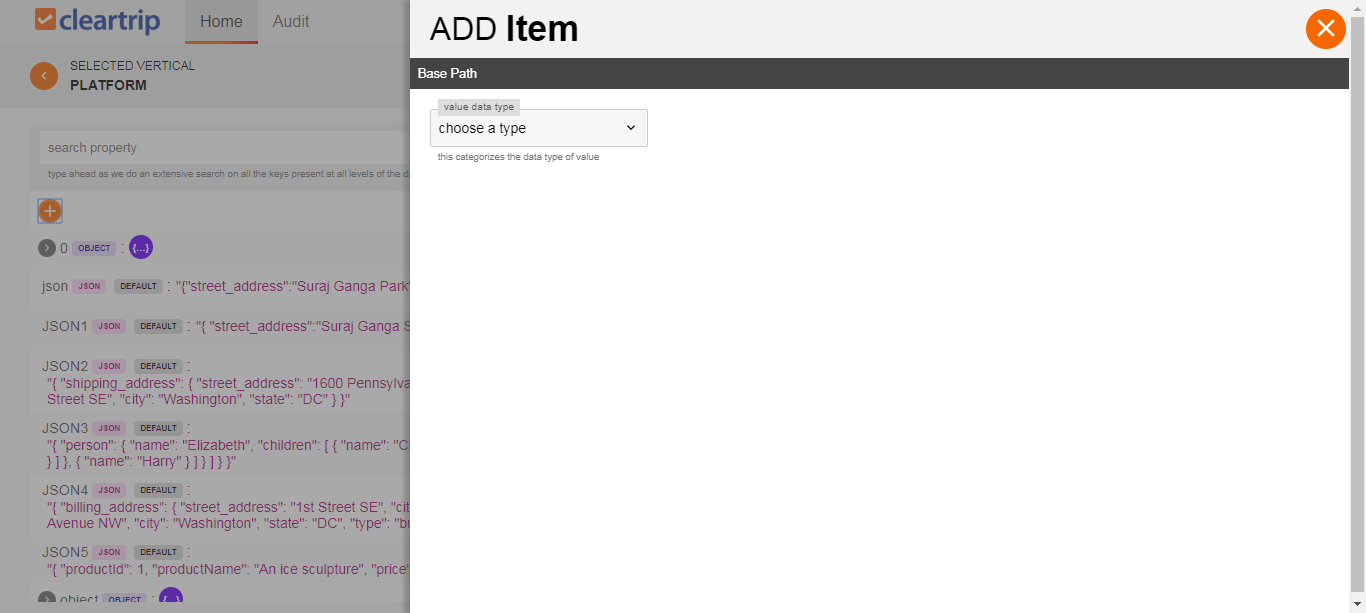 cleartrip
Home
Audit
SELECTED VERTICAL
PLATFORM
search property
type ahead as we do an extensive search on all the keys present at all levels of the
0 OBJECT : {...}
json JSON DEFAULT : "{"street_address":"Suraj Ganga Park"
JSON1 JSON DEFAULT : "{ "street_address":"Suraj Ganga S
JSON2 JSON DEFAULT :
"{ "shipping_address": { "street_address": "1600 Pennsylva
Street SE", "city": "Washington", "state": "DC" } }"
JSON3 JSON DEFAULT :
"{ "person": { "name": "Elizabeth", "children": [ { "name": "C
} ] }, { "name": "Harry" } ] } ] } }"
JSON4 JSON DEFAULT :
"{ "billing_address": { "street_address": "1st Street SE", "cit
Avenue NW", "city": "Washington", "state": "DC", "type": "bu
JSON5 JSON DEFAULT :
"{ "productId": 1, "productName": "An ice sculpture", "price"
object OBJECT : {...}
ADD Item
Base Path
value data type
choose a type
this categorizes the data type of value